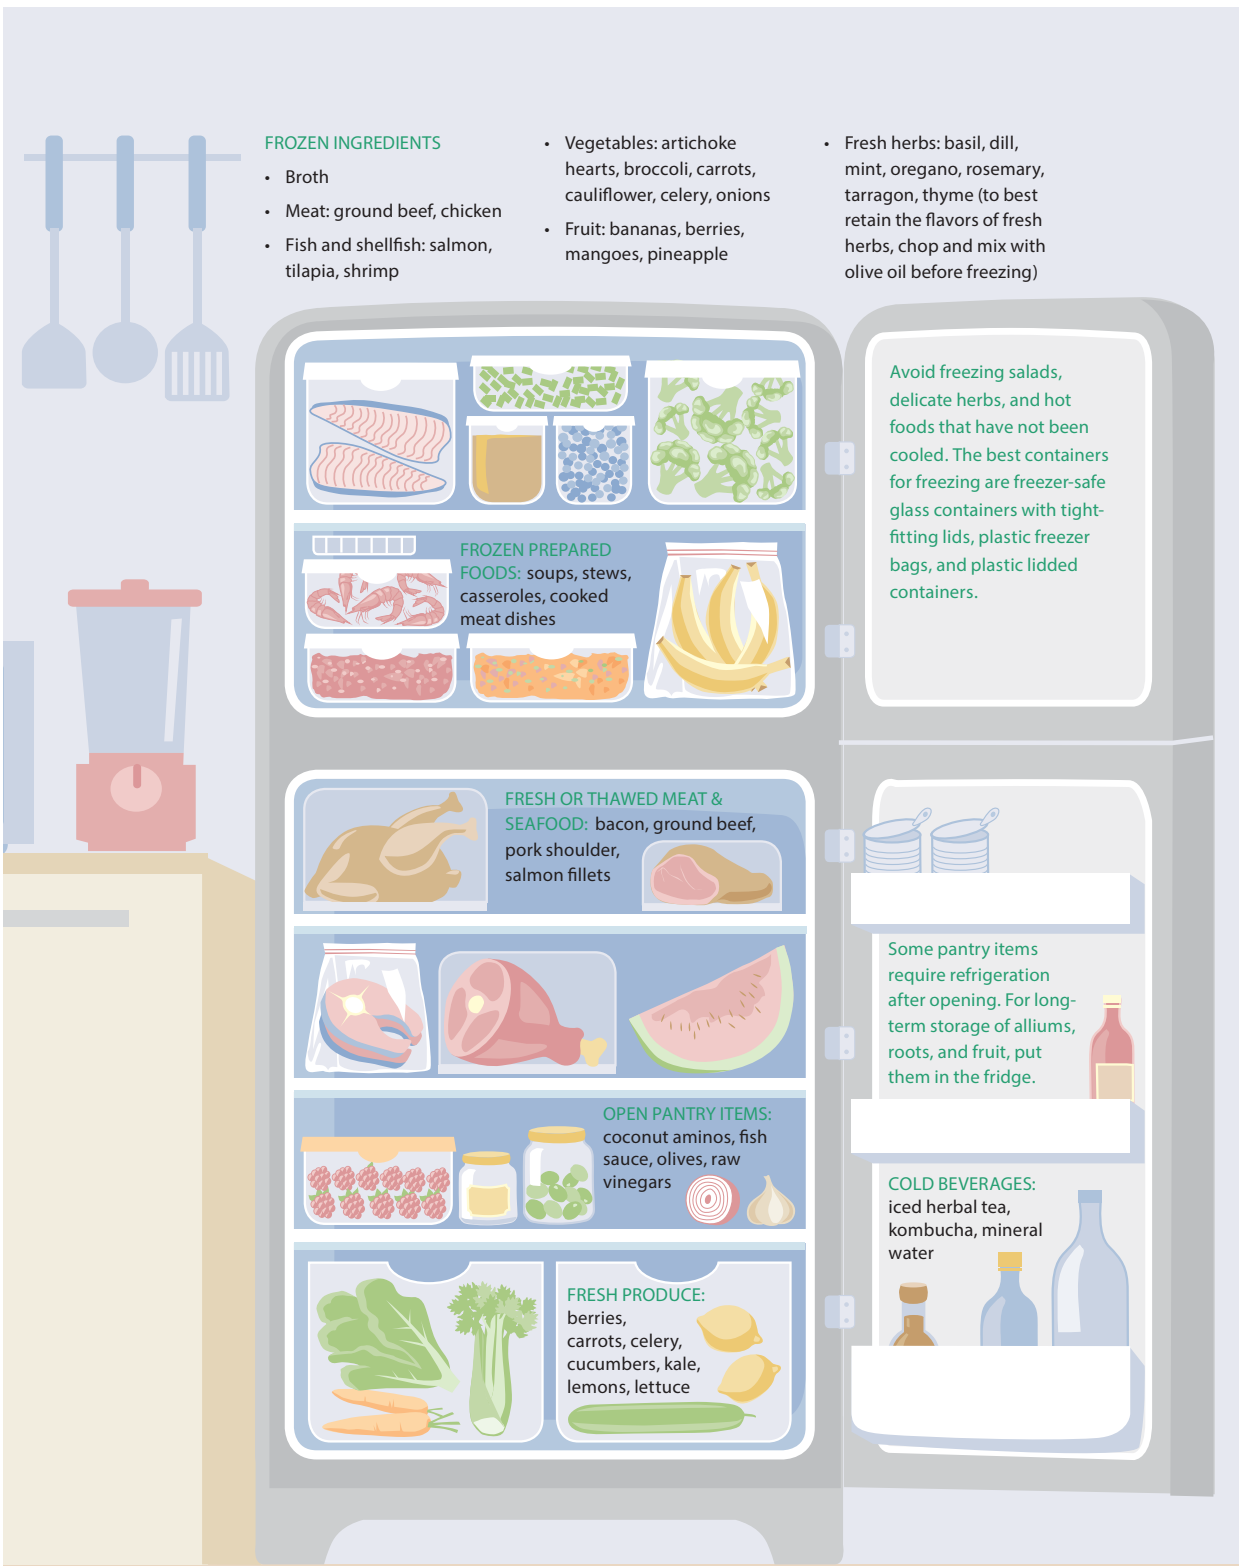 FROZEN INGREDIENTS
• Broth
• Meat: ground beef, chicken
• Fish and shellfish: salmon,
tilapia, shrimp
• Vegetables: artichoke
hearts, broccoli, carrots,
cauliflower, celery, onions
• Fruit: bananas, berries,
mangoes, pineapple
• Fresh herbs: basil, dill,
mint, oregano, rosemary,
tarragon, thyme (to best
retain the flavors of fresh
herbs, chop and mix with
olive oil before freezing)
Avoid freezing salads,
delicate herbs, and hot
foods that have not been
cooled. The best containers
for freezing are freezer-safe
glass containers with tight-
fitting lids, plastic freezer
bags, and plastic lidded
containers.
FROZEN PREPARED
FOODS: soups, stews,
casseroles, cooked
meat dishes
FRESH OR THAWED MEAT &
SEAFOOD: bacon, ground beef,
pork shoulder,
salmon fillets
Some pantry items
require refrigeration
after opening. For long-
term storage of alliums,
roots, and fruit, put
them in the fridge.
OPEN PANTRY ITEMS:
coconut aminos, fish
sauce, olives, raw
vinegars
COLD BEVERAGES:
iced herbal tea,
kombucha, mineral
water
FRESH PRODUCE:
berries,
carrots, celery,
cucumbers, kale,
lemons, lettuce